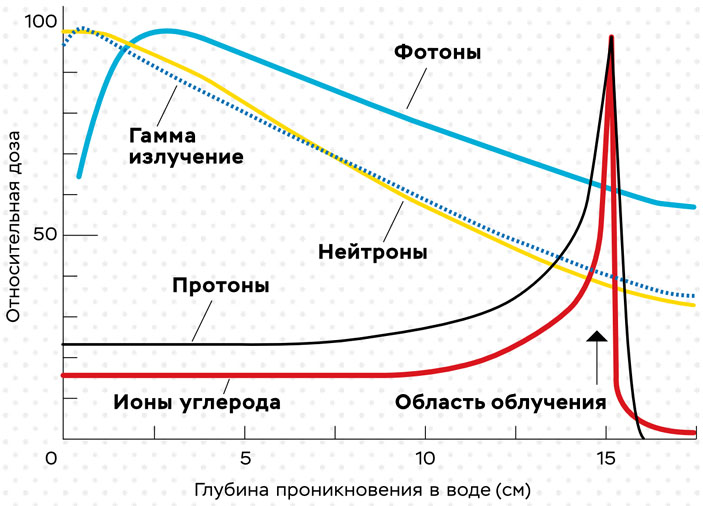 100
Фотоны
Гамма
излучение
Относительная доза
50
Нейтроны
Протоны
Ионы углерода
Область облучения
0
5
10
15
Глубина проникновения в воде (см)